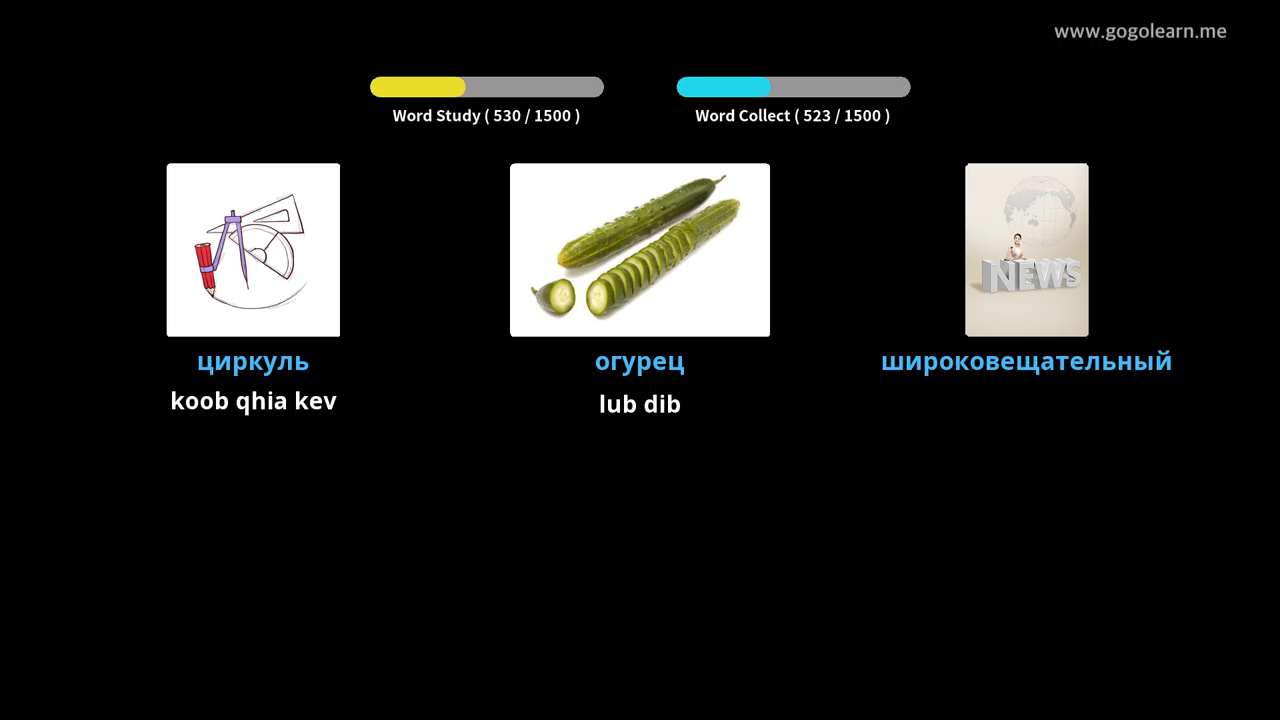 www.gogolearn.me
Word Study ( 530 / 1500 )
Word Collect ( 523 / 1500 )
NEWS
циркуль
огурец
широковещательный
koob qhia kev
lub dib